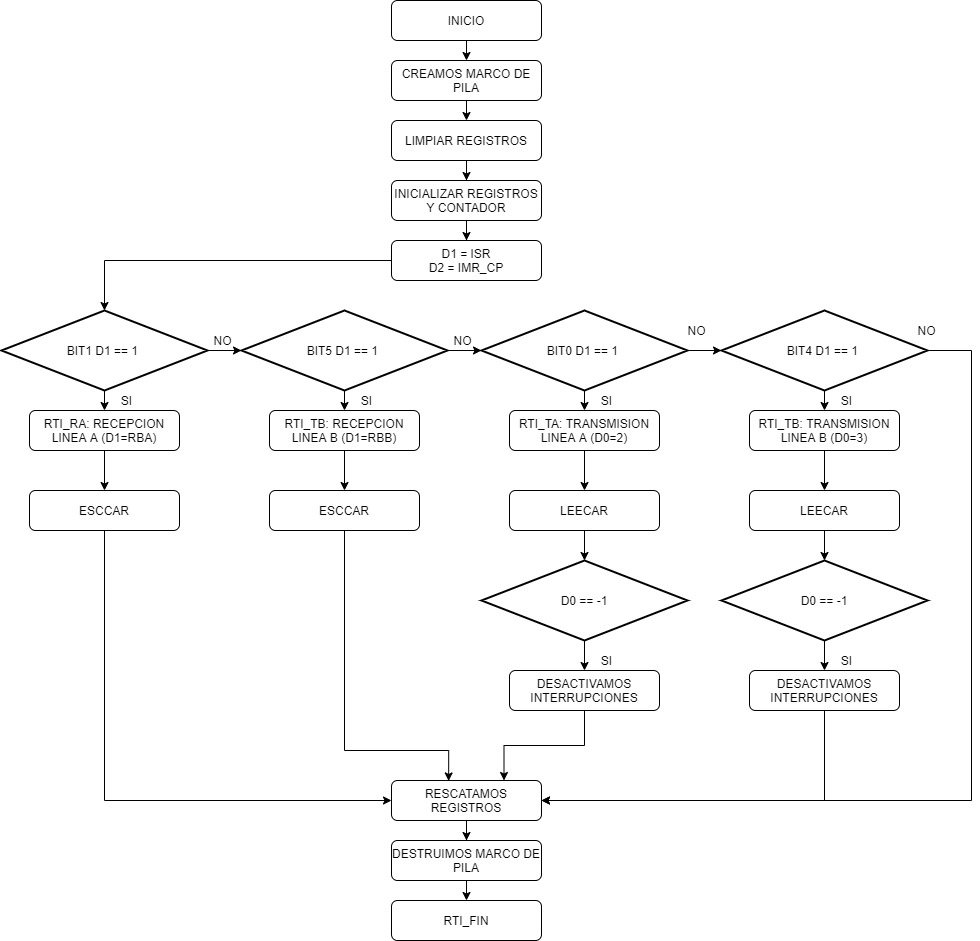 INICIO
CREAMOS MARCO DE
PILA
LIMPIAR REGISTROS
INICIALIZAR REGISTROS
Y CONTADOR
D1 = ISR
D2 = IMR_CP
BIT1 D1 == 1
NO
BIT5 D1 == 1
NO
BIT0 D1 == 1
NO
BIT4 D1 == 1
NO
SI
SI
SI
SI
RTI_RA: RECEPCION
LINEA A (D1=RBA)
RTI_TB: RECEPCION
LINEA B (D1=RBB)
RTI_TA: TRANSMISION
LINEA A (D0=2)
RTI_TB: TRANSMISION
LINEA B (D0=3)
ESCCAR
ESCCAR
LEECAR
LEECAR
D0 == -1
D0 == -1
SI
SI
DESACTIVAMOS
INTERRUPCIONES
DESACTIVAMOS
INTERRUPCIONES
RESCATAMOS
REGISTROS
DESTRUIMOS MARCO DE
PILA
RTI_FIN